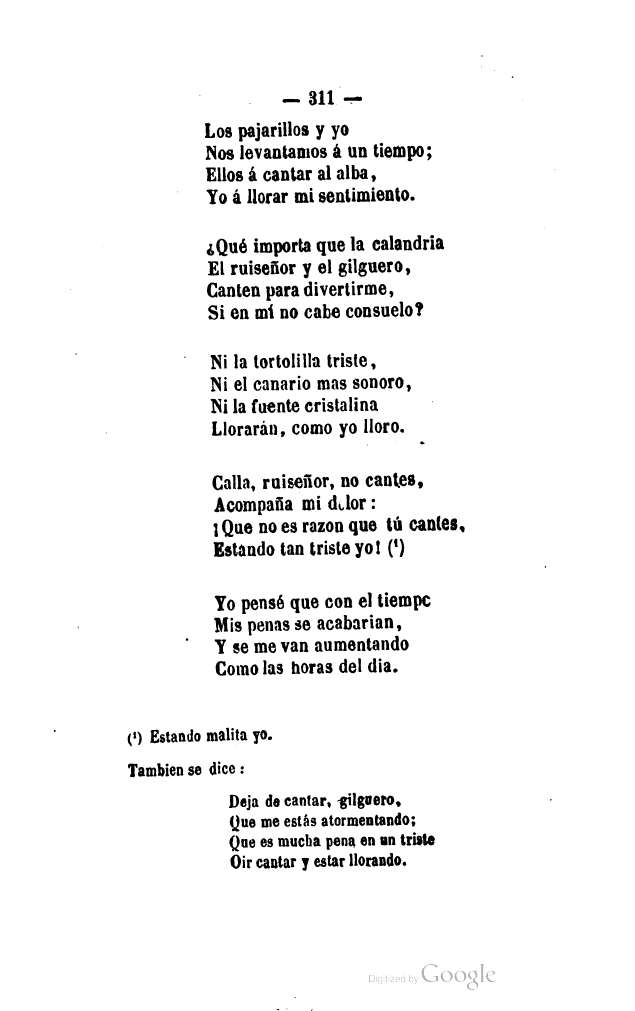 — 311 —
Los pajarillos y yo
Nos levantamos á un tiempo;
Ellos á cantar al alba,
Yo á llorar mi sentimiento.
¿Qué importa que la calandria
El ruiseñor y el gilguero,
Canten para divertirme,
Si en mí no cabe consuelo?
Ni la tortolilla triste,
Ni el canario mas sonoro,
Ni la fuente cristalina
Llorarán, como yo lloro.
Calla, ruiseñor, no cantes,
Acompaña mi dolor:
¡Que no es razon que tú cantes,
Estando tan triste yo! (¹)
Yo pensé que con el tiempo
Mis penas se acabarian,
Y se me van aumentando
Como las horas del dia.
(¹) Estando malita yo.
Tambien se dice:
Deja de cantar, gilguero,
Que me estás atormentando;
Que es mucha pena en un triste
Oir cantar y estar llorando.
Digitized by Google